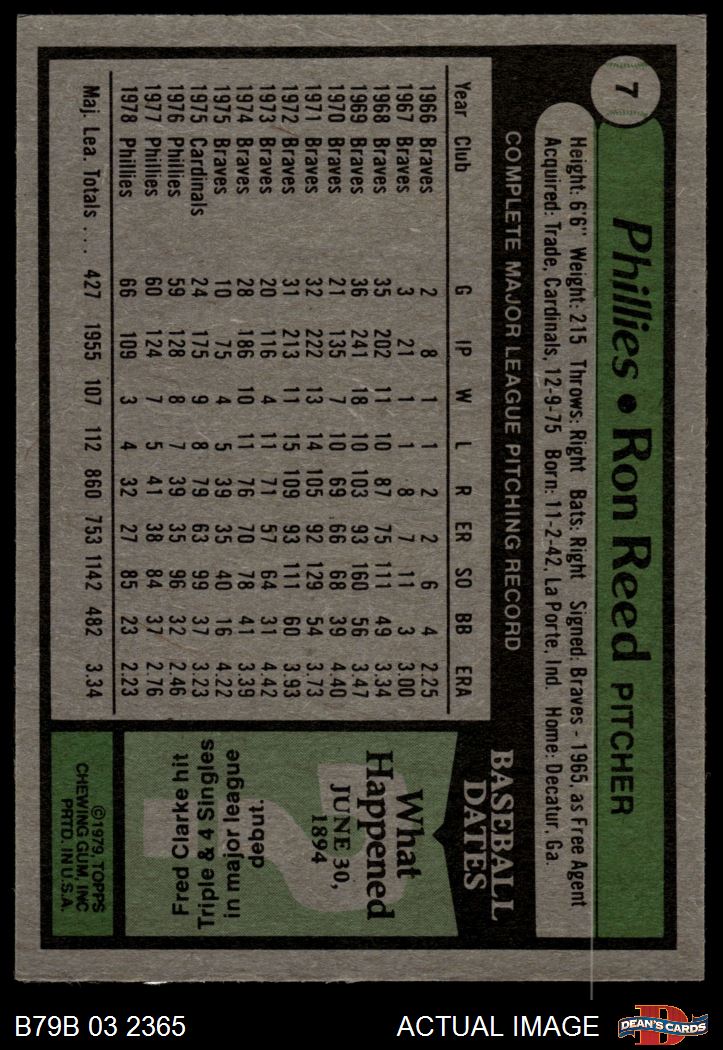 7
Phillies • Ron Reed PITCHER
Height: 6'6" Weight: 215 Throws: Right Bats: Right Signed: Braves - 1965, as Free Agent
Acquired: Trade, Cardinals, 12-9-75 Born: 11-2-42, La Porte, Ind. Home: Decatur, Ga.
COMPLETE MAJOR LEAGUE PITCHING RECORD
Year Club G IP W L R ER SO BB ERA
1966 Braves 2 8 1 1 2 2 6 4 2.25
1967 Braves 3 21 1 1 8 7 11 3 3.00
1968 Braves 35 202 11 10 87 75 111 49 3.34
1969 Braves 36 241 18 10 103 93 160 56 3.47
1970 Braves 21 135 7 10 69 66 68 39 4.40
1971 Braves 32 222 13 14 105 92 129 54 3.73
1972 Braves 31 213 11 15 109 93 111 60 3.93
1973 Braves 20 116 4 11 71 57 64 31 4.42
1974 Braves 28 186 10 11 76 70 78 41 3.39
1975 Braves 10 75 4 5 39 35 40 16 4.22
1975 Cardinals 24 175 9 8 79 63 99 37 3.23
1976 Phillies 59 128 8 7 39 35 96 32 2.46
1977 Phillies 60 124 7 5 41 38 84 37 2.76
1978 Phillies 66 109 3 4 32 27 85 23 2.23
Maj. Lea. Totals .... 427 1955 107 112 860 753 1142 482 3.34
BASEBALL
DATES
What
Happened
JUNE 30,
1894
?
Fred Clarke hit
Triple & 4 Singles
in major league
debut.
©1979, TOPPS
CHEWING GUM, INC
PRTD. IN U.S.A.
B79B 03 2365
ACTUAL IMAGE
D
DEAN'S CARDS